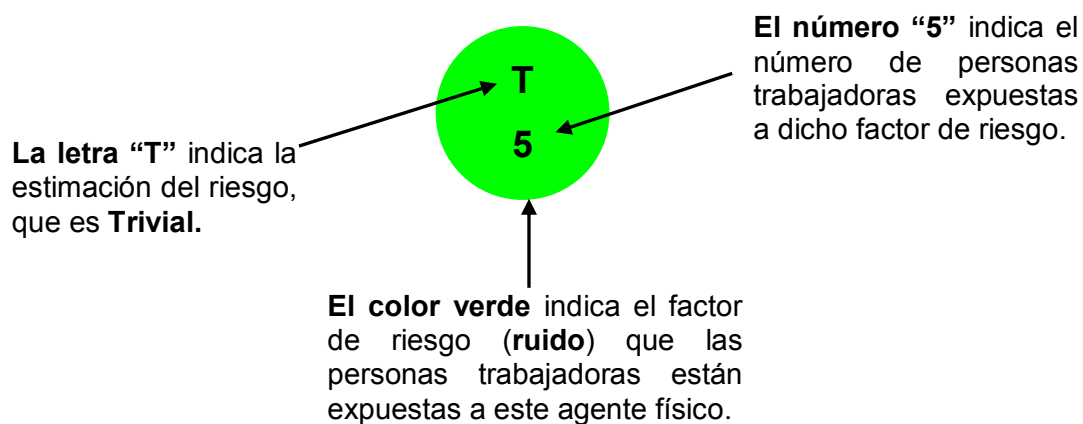 El número “5” indica el
número de personas
trabajadoras expuestas
a dicho factor de riesgo.
T
5
La letra “T” indica la
estimación del riesgo,
que es Trivial.
El color verde indica el factor
de riesgo (ruido) que las
personas trabajadoras están
expuestas a este agente físico.